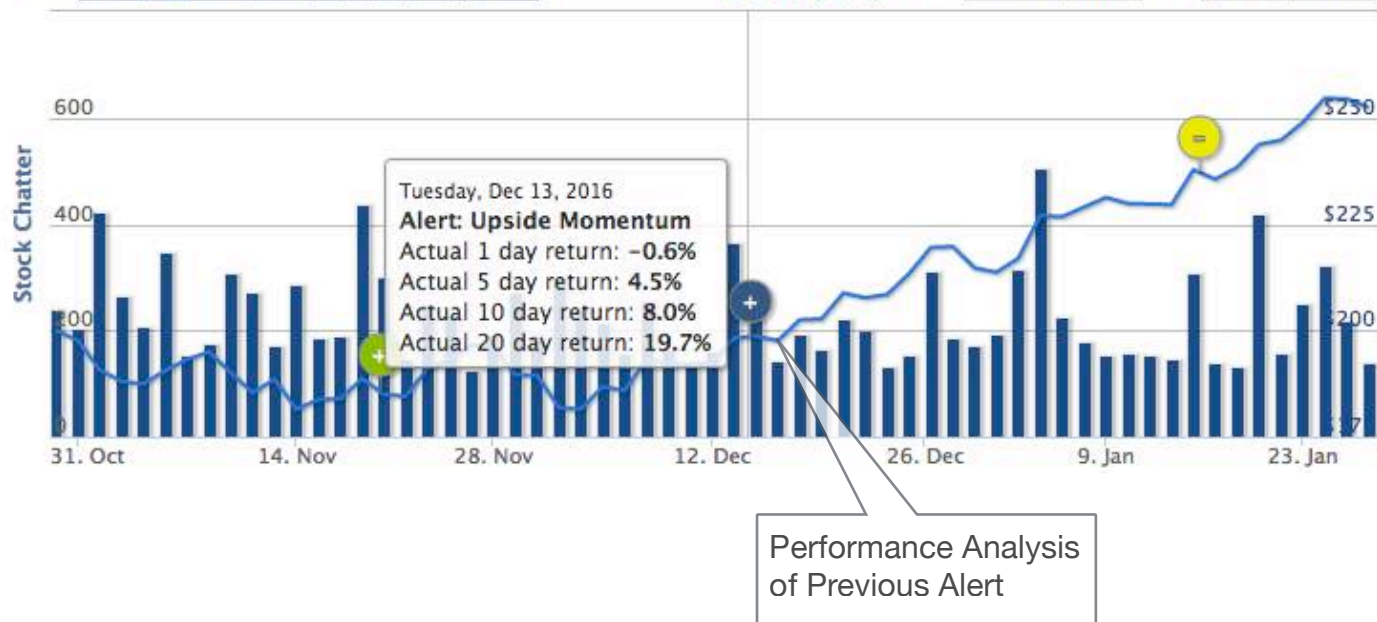 600
$230
Stock Chatter
Tuesday, Dec 13, 2016
Alert: Upside Momentum
Actual 1 day return: -0.6%
Actual 5 day return: 4.5%
Actual 10 day return: 8.0%
Actual 20 day return: 19.7%
400
$225
+
=
+
200
$200
0
31. Oct
14. Nov
28. Nov
12. Dec
26. Dec
9. Jan
23. Jan
Performance Analysis
of Previous Alert